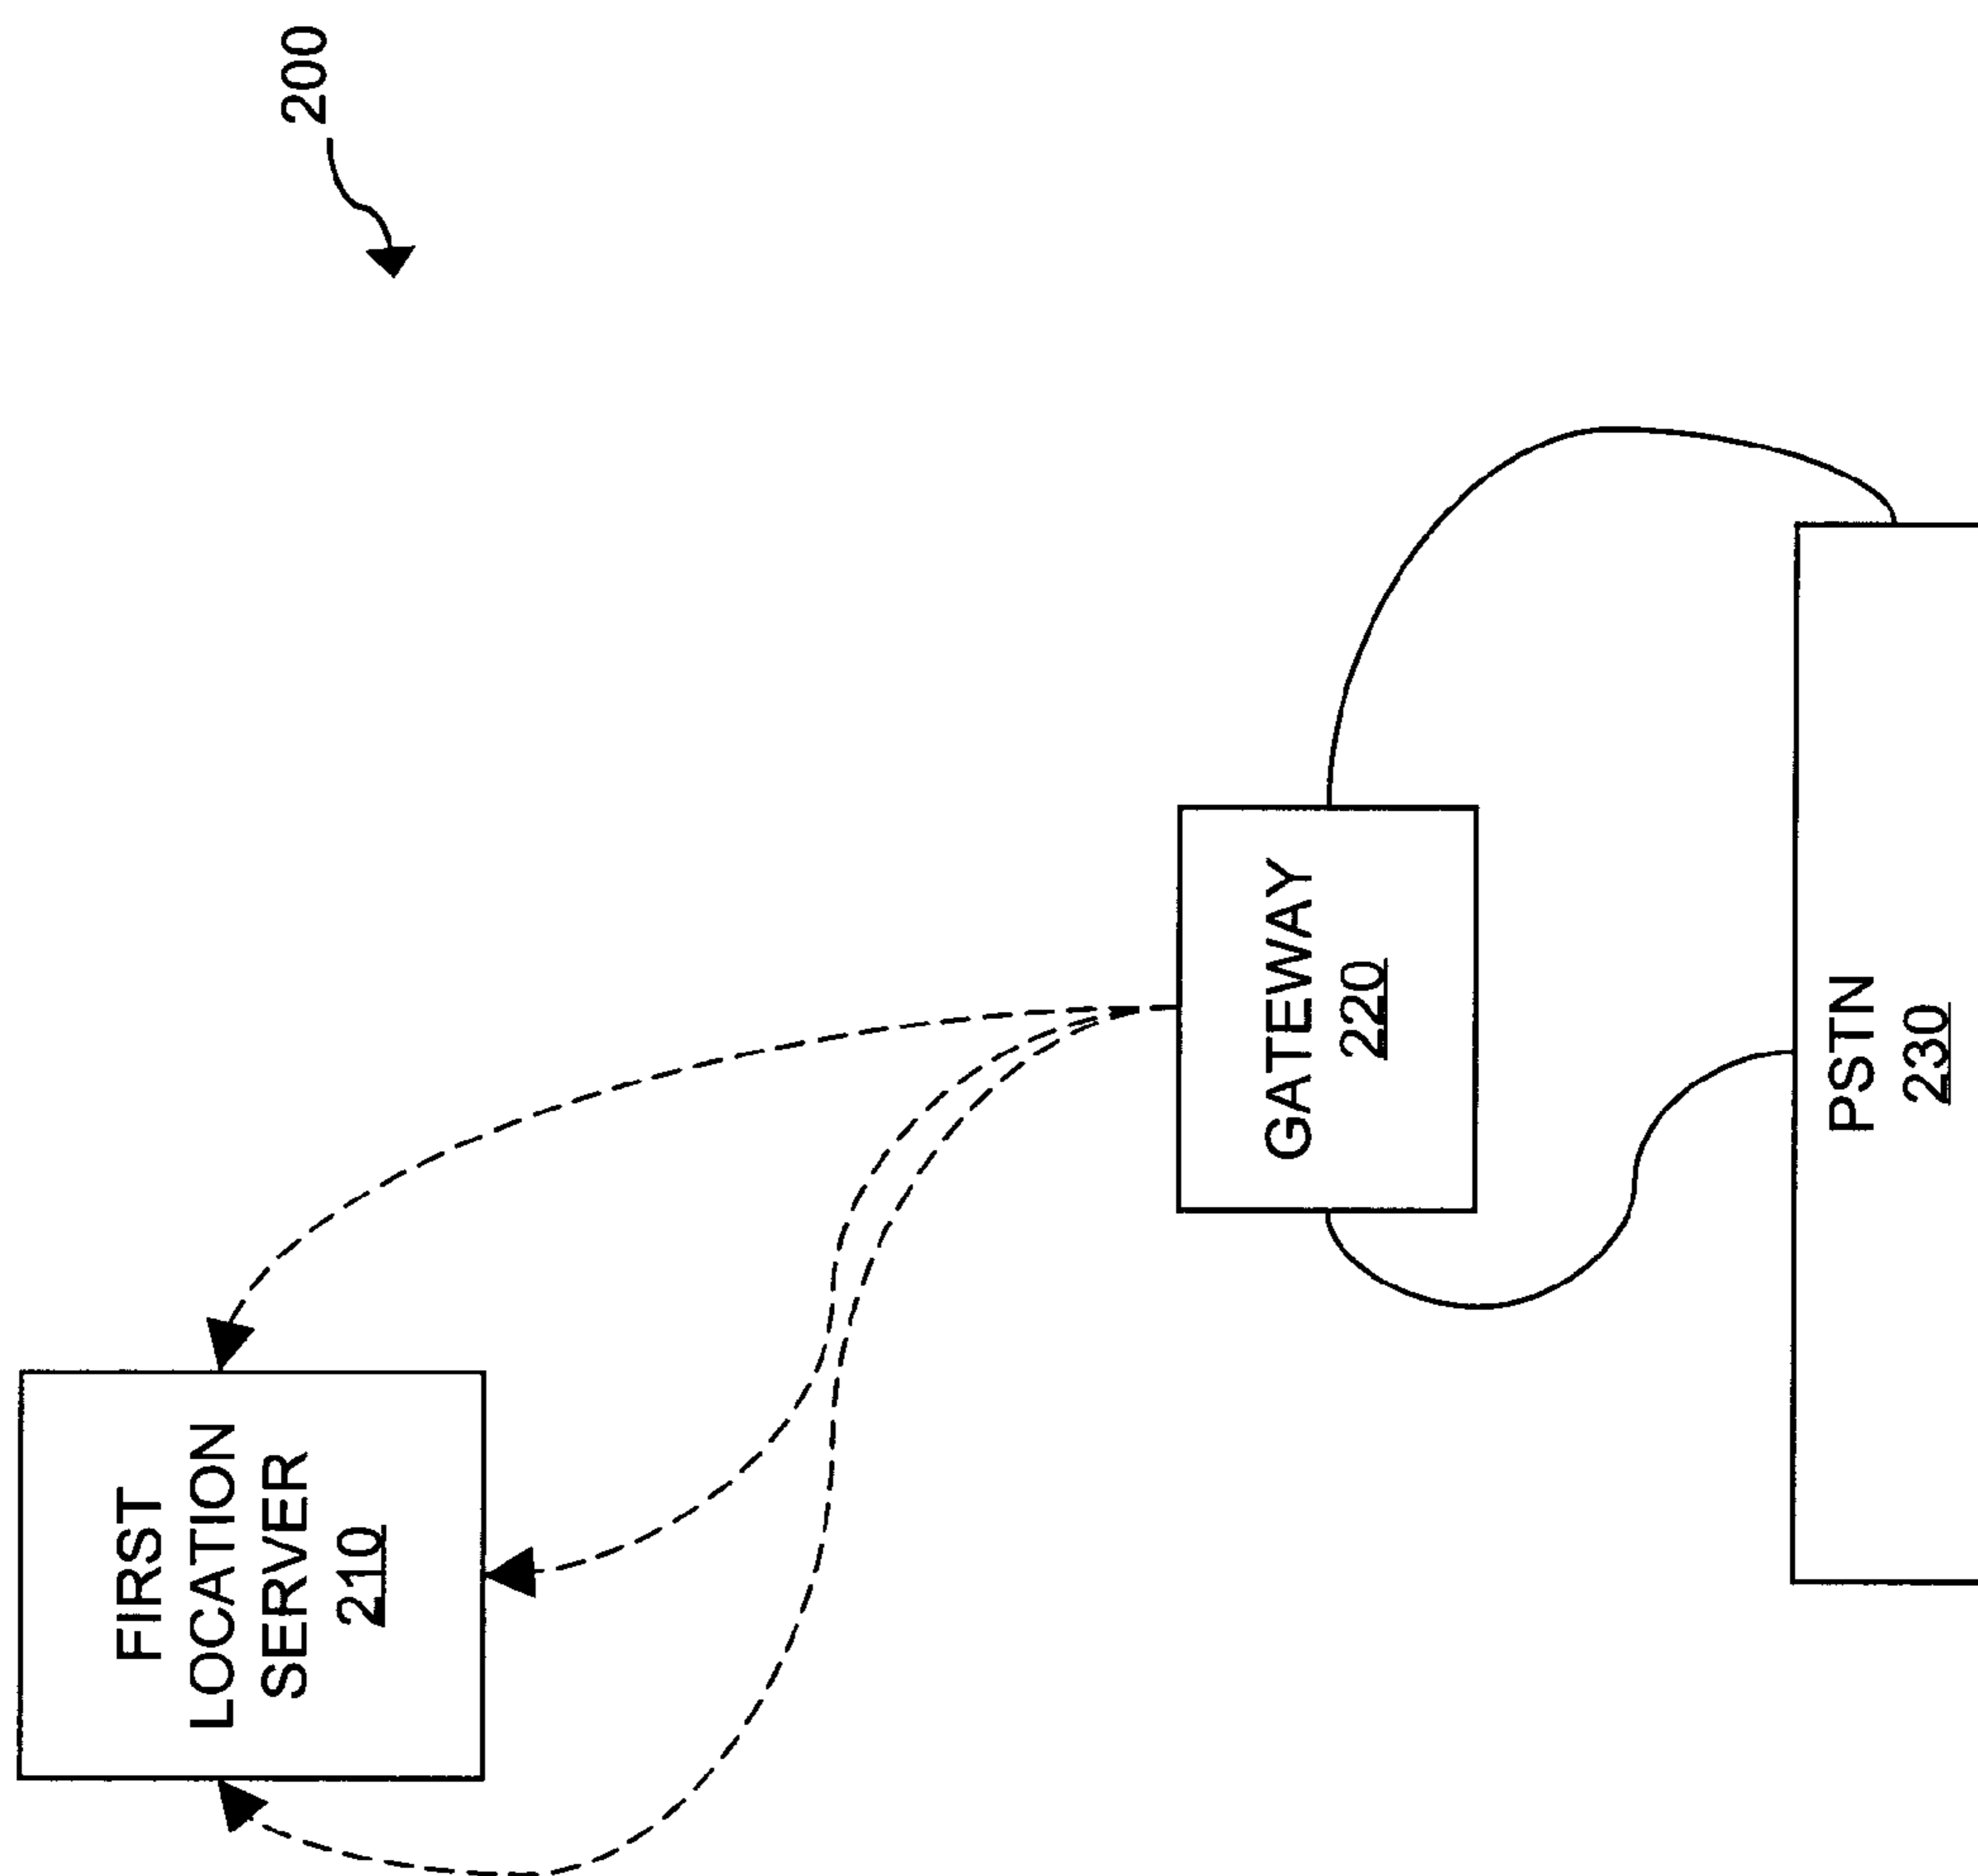 200
FIRST
LOCATION
SERVER
210
GATEWAY
220
PSTN
230